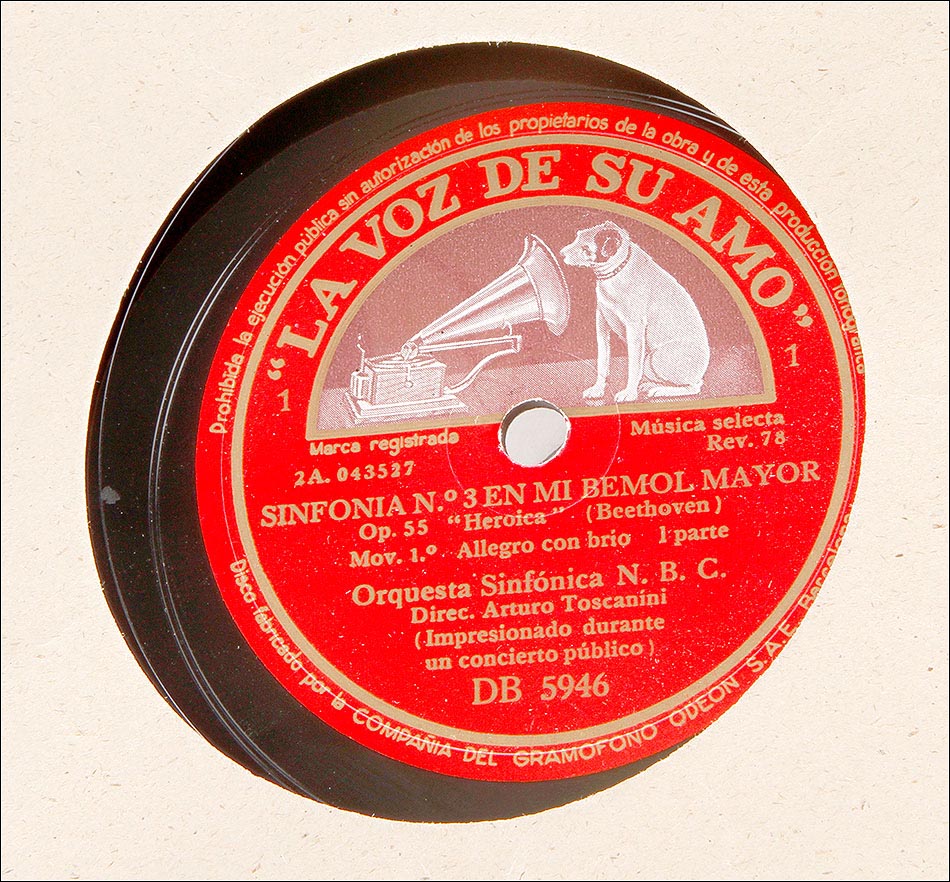 Prohibida la ejecución pública sin autorización de los propietarios de la obra y de esta producción fonográfica
"LA VOZ DE SU AMO"
1 1
Marca registrada
Música selecta
2A. 043527
Rev. 78
SINFONIA N.º 3 EN MI BEMOL MAYOR
Op. 55 "Heroica" (Beethoven)
Mov. 1.º Allegro con brio 1 parte
Orquesta Sinfónica N. B. C.
Direc. Arturo Toscanini
(Impresionado durante
un concierto público)
DB 5946
Disco fabricado por la COMPAÑIA DEL GRAMOFONO ODEON S.A.E. Barcelona